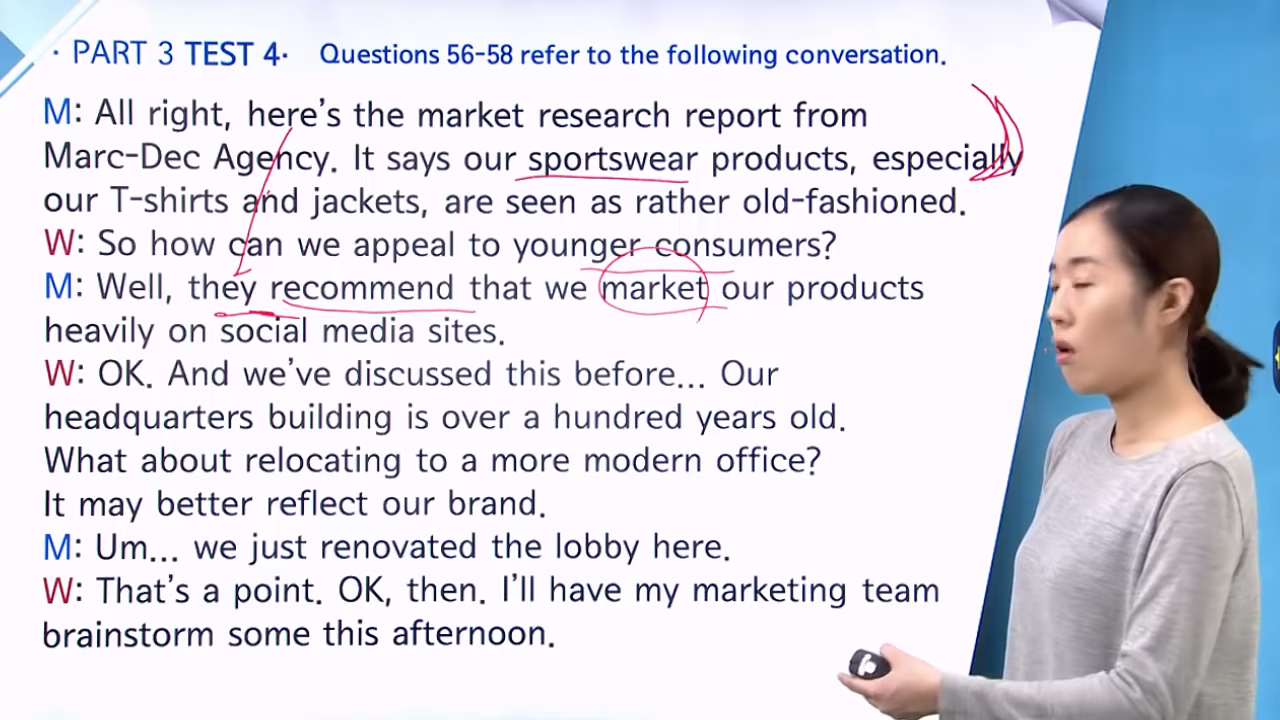 · PART 3 TEST 4· Questions 56-58 refer to the following conversation.
M: All right, here's the market research report from
Marc-Dec Agency. It says our sportswear products, especially
our T-shirts and jackets, are seen as rather old-fashioned.
W: So how can we appeal to younger consumers?
M: Well, they recommend that we market our products
heavily on social media sites.
W: OK. And we've discussed this before... Our
headquarters building is over a hundred years old.
What about relocating to a more modern office?
It may better reflect our brand.
M: Um... we just renovated the lobby here.
W: That's a point. OK, then. I'll have my marketing team
brainstorm some this afternoon.